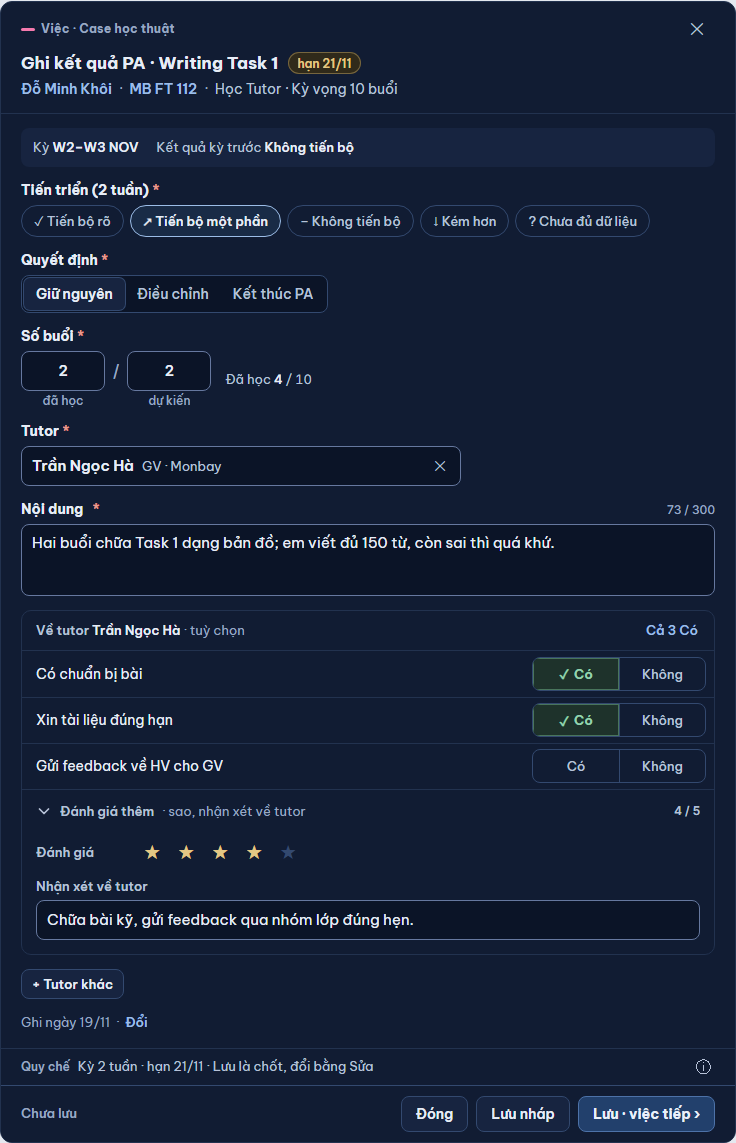 Việc · Case học thuật
Ghi kết quả PA · Writing Task 1 hạn 21/11
Đỗ Minh Khôi · MB FT 112 · Học Tutor · Kỳ vọng 10 buổi
Kỳ W2–W3 NOV Kết quả kỳ trước Không tiến bộ
Tiến triển (2 tuần) *
✓ Tiến bộ rõ ↗ Tiến bộ một phần – Không tiến bộ ↓ Kém hơn ? Chưa đủ dữ liệu
Quyết định *
Giữ nguyên Điều chỉnh Kết thúc PA
Số buổi *
2 / 2 Đã học 4 / 10
đã học dự kiến
Tutor *
Trần Ngọc Hà GV · Monbay
Nội dung * 73 / 300
Hai buổi chữa Task 1 dạng bản đồ; em viết đủ 150 từ, còn sai thì quá khứ.
Về tutor Trần Ngọc Hà · tuỳ chọn Cả 3 Có
Có chuẩn bị bài ✓ Có Không
Xin tài liệu đúng hạn ✓ Có Không
Gửi feedback về HV cho GV Có Không
Đánh giá thêm · sao, nhận xét về tutor 4 / 5
Đánh giá ★ ★ ★ ★ ★
Nhận xét về tutor
Chữa bài kỹ, gửi feedback qua nhóm lớp đúng hẹn.
+ Tutor khác
Ghi ngày 19/11 · Đổi
Quy chế Kỳ 2 tuần · hạn 21/11 · Lưu là chốt, đổi bằng Sửa
Chưa lưu Đóng Lưu nháp Lưu · việc tiếp ›